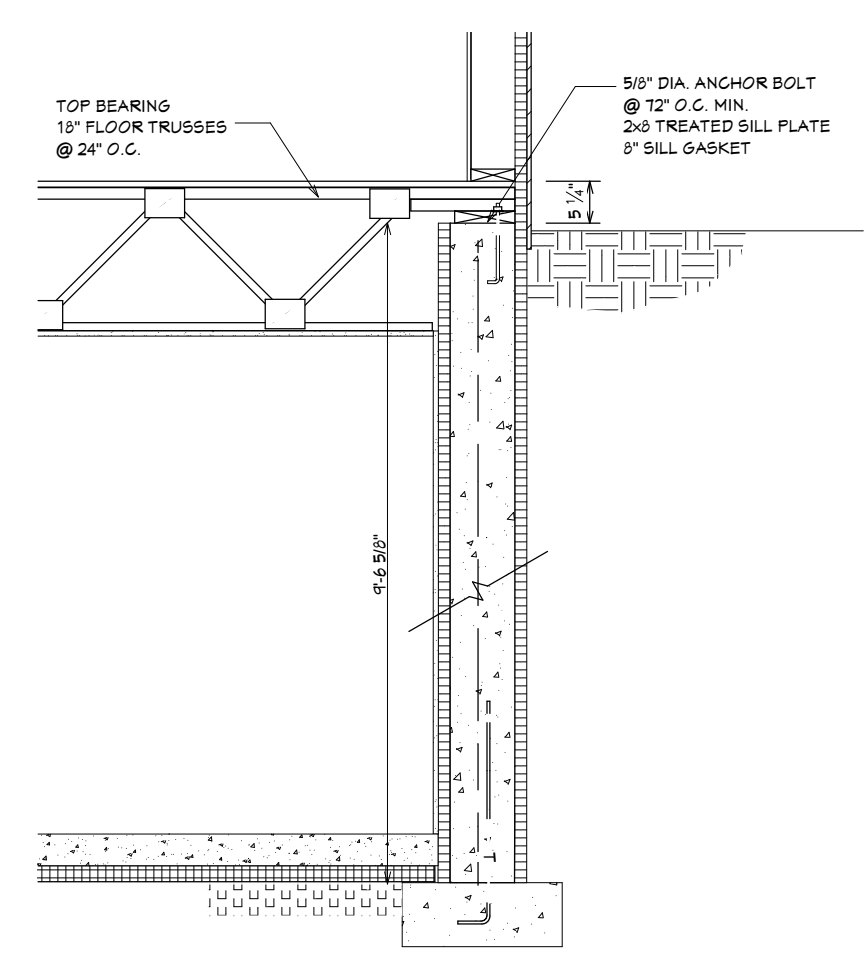 5/8" DIA. ANCHOR BOLT
@ 72" O.C. MIN.
2x8 TREATED SILL PLATE
8" SILL GASKET
TOP BEARING
18" FLOOR TRUSSES
@ 24" O.C.
5 1/4"
9'-6 5/8"